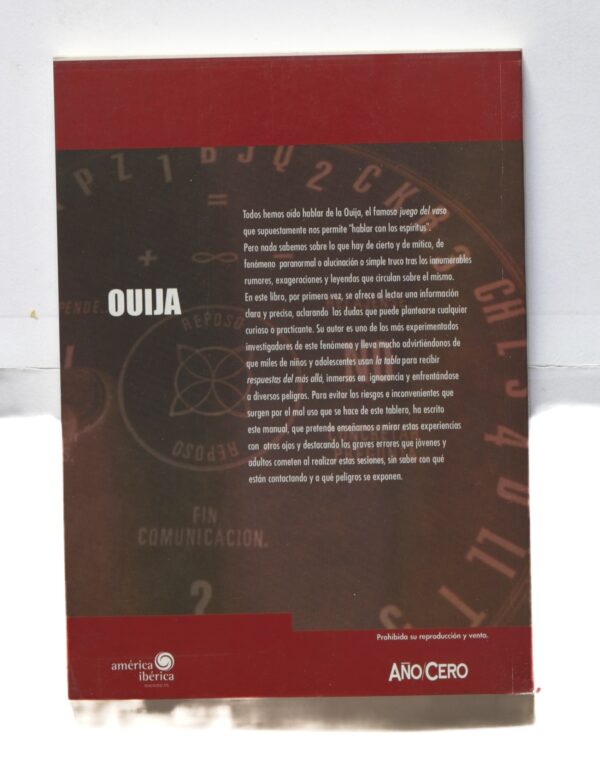 Todos hemos oido hablar de la Ouija, el famoso juego del vaso
que supuestamente nos permite "hablar con los espíritus".
Pero nada sabemos sobre lo que hay de cierto y de mítico, de
fenómeno paranormal o alucinación o simple truco tras los innumerables
rumores, exageraciones y leyendos que circulan sobre el mismo.
En este libro, por primera vez, se ofrece al lector una información
clara y precisa, aclarando las dudas que puede plantearse cualquier
curioso o practicante. Su autor es uno de los más experimentados
investigadores de este fenómeno y lleva mucho advirtiéndonos de
que miles de niños y adolescentes usan la tabla para recibir
respuestas del más allá, inmersos en ignorancia y enfrentándose
a diversos peligros. Para evitar los riesgos e inconvenientes que
surgen por el mal uso que se hace de este tablero, ha escrito
este manual, que pretende enseñarnos a mirar estas experiencias
con otros ojos y destacando los graves errores que jóvenes y
adultos cometen al realizar estas sesiones, sin saber con qué
están contactando y a qué peligros se exponen.
OUIJA
REPOSO
REPOSO
FIN
COMUNICACION.
?
Prohibida su reproducción y venta.
américa
ibérica
AÑO/CERO